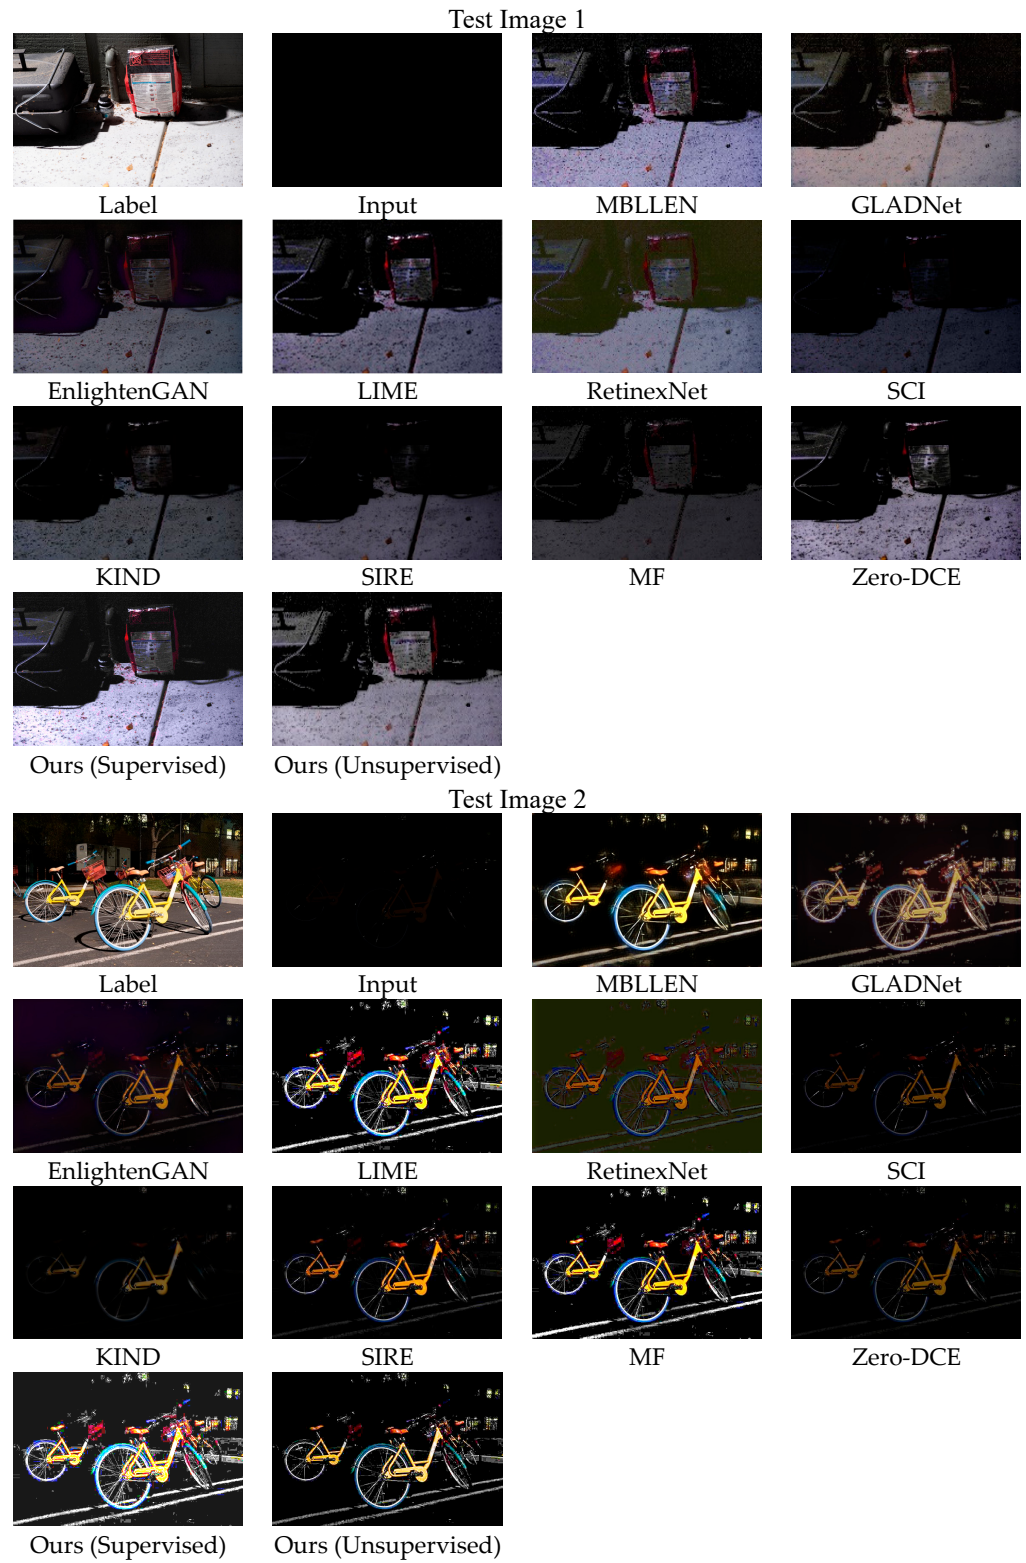 Test Image 1
Label Input MBLLEN GLADNet
EnlightenGAN LIME RetinexNet SCI
KIND SIRE MF Zero-DCE
Ours (Supervised) Ours (Unsupervised)
Test Image 2
Label Input MBLLEN GLADNet
EnlightenGAN LIME RetinexNet SCI
KIND SIRE MF Zero-DCE
Ours (Supervised) Ours (Unsupervised)